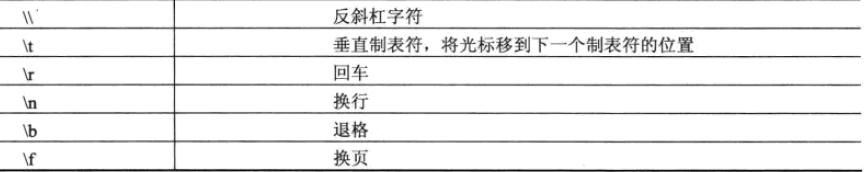 \\ 反斜杠字符
\t 垂直制表符，将光标移到下一个制表符的位置
\r 回车
\n 换行
\b 退格
\f 换页